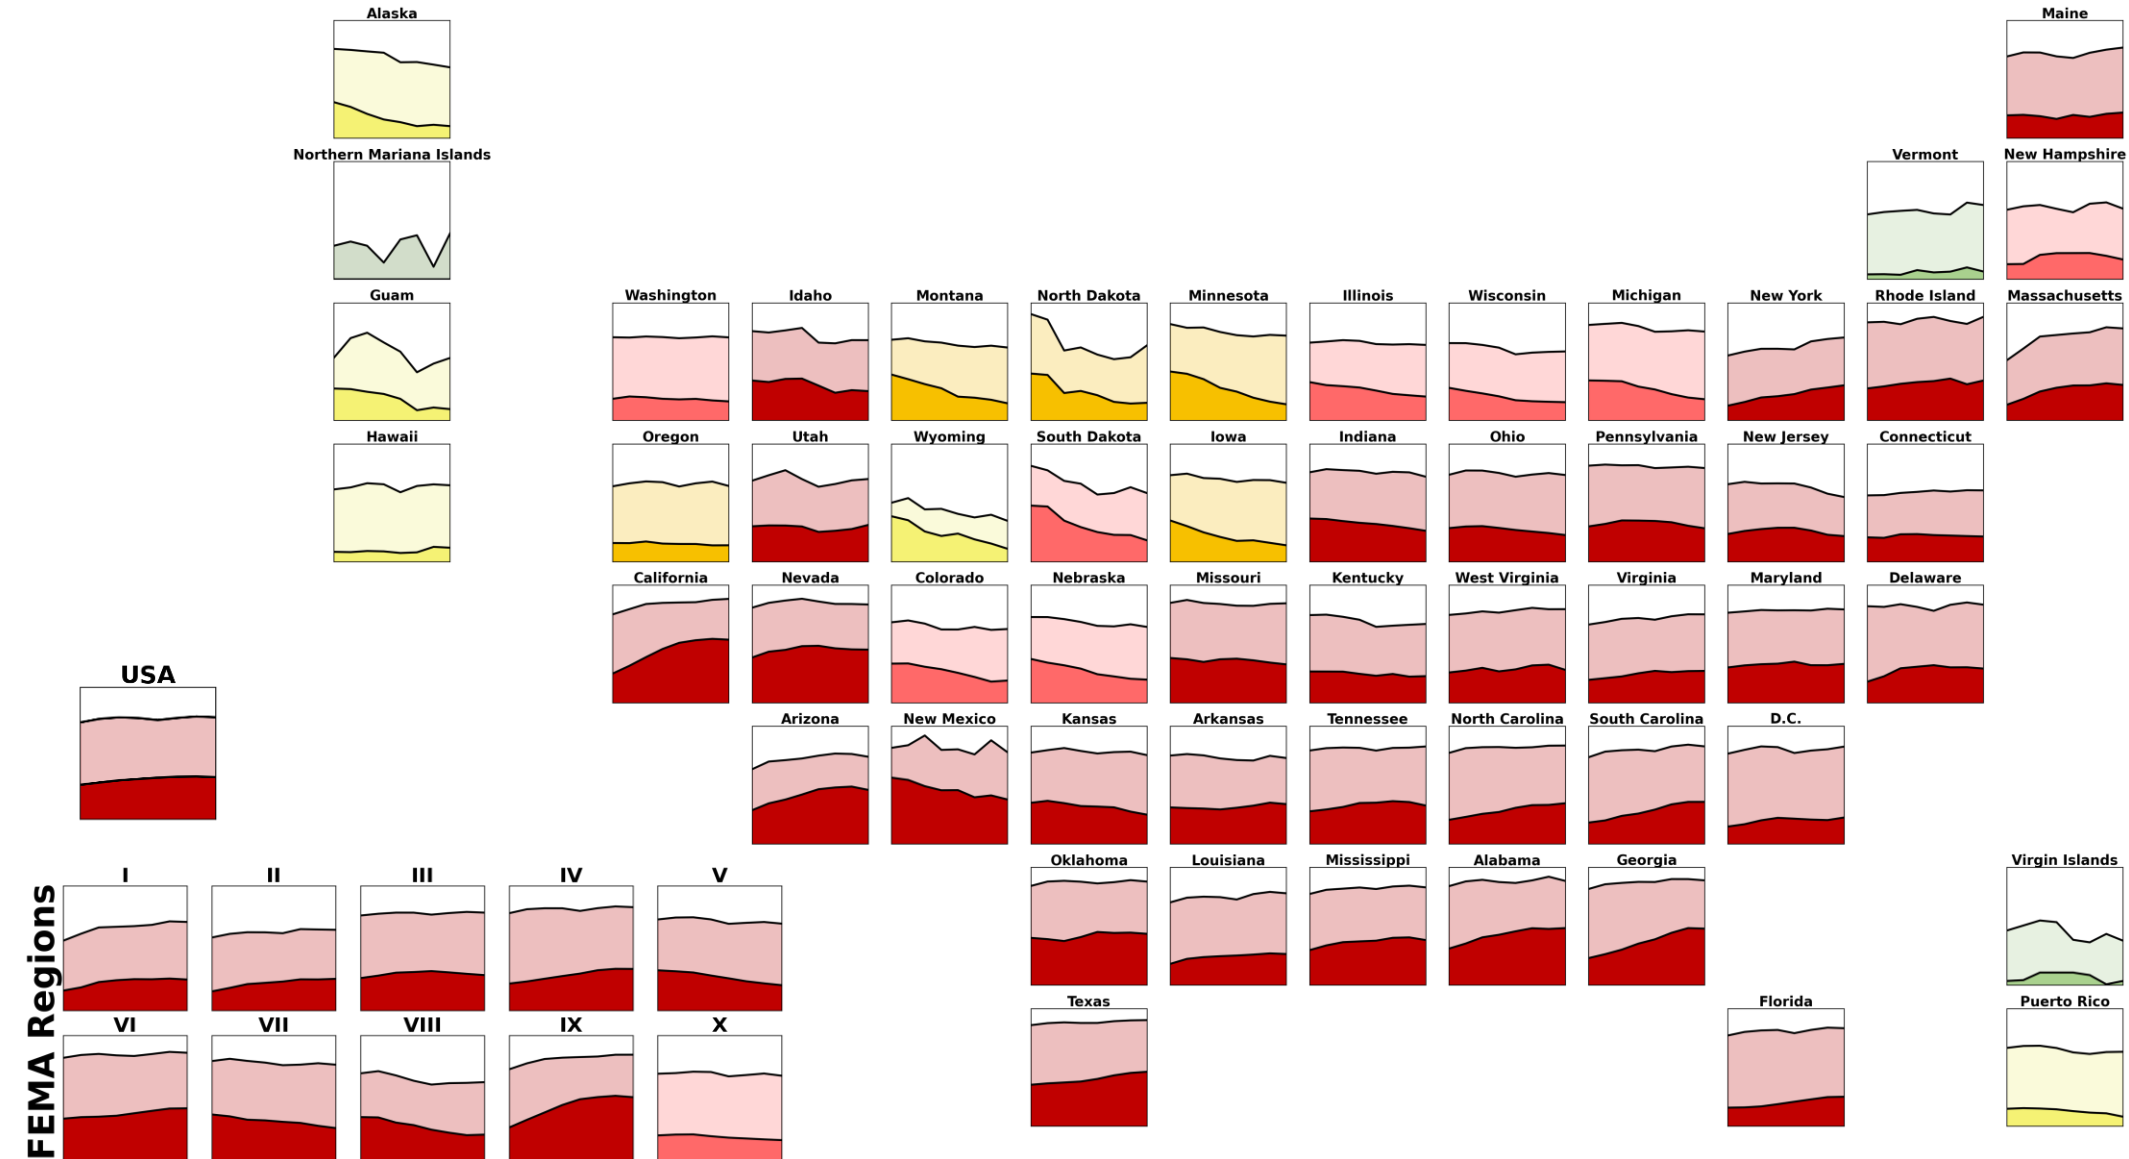 Alaska
Maine
Northern Mariana Islands
Vermont
New Hampshire
Guam
Washington
Idaho
Montana
North Dakota
Minnesota
Illinois
Wisconsin
Michigan
New York
Rhode Island
Massachusetts
Hawaii
Oregon
Utah
Wyoming
South Dakota
Iowa
Indiana
Ohio
Pennsylvania
New Jersey
Connecticut
California
Nevada
Colorado
Nebraska
Missouri
Kentucky
West Virginia
Virginia
Maryland
Delaware
USA
Arizona
New Mexico
Kansas
Arkansas
Tennessee
North Carolina
South Carolina
D.C.
Oklahoma
Louisiana
Mississippi
Alabama
Georgia
Virgin Islands
FEMA Regions
I
II
III
IV
V
Texas
Florida
Puerto Rico
VI
VII
VIII
IX
X